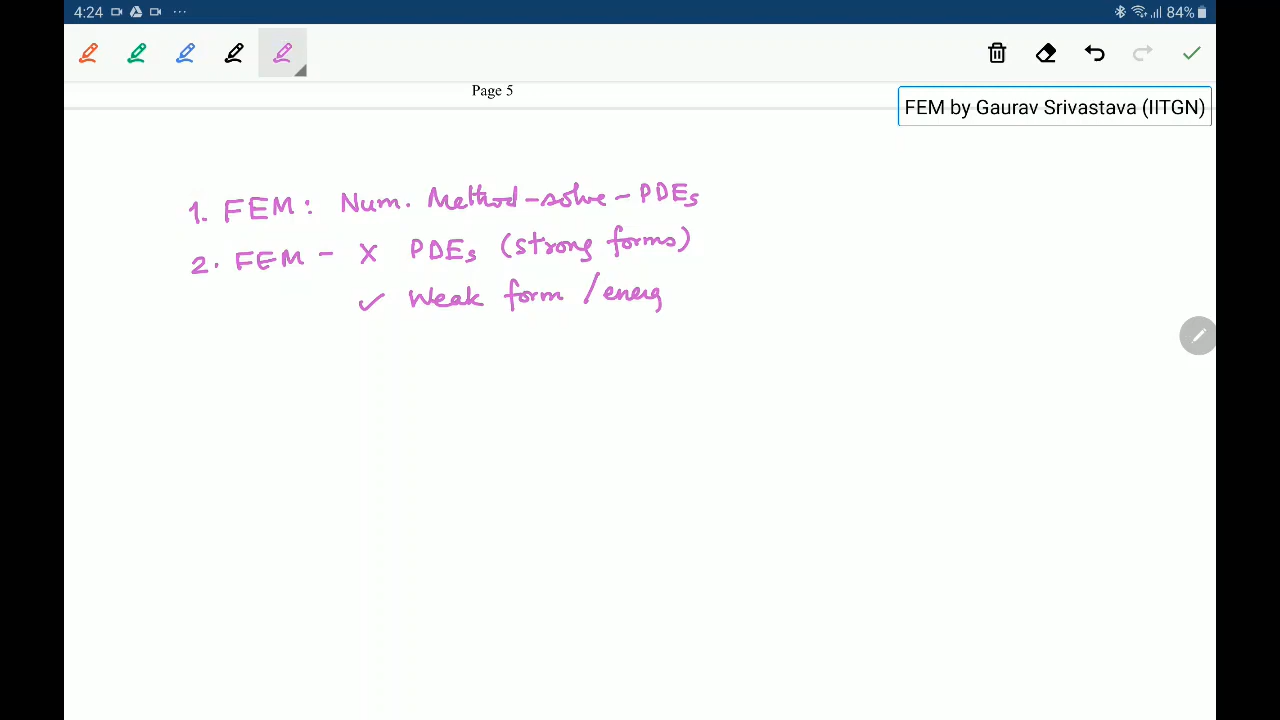 4:24 ... 84%
Page 5
FEM by Gaurav Srivastava (IITGN)
1. FEM: Num. Method-solve-PDEs
2. FEM - X PDEs (strong forms)
✓ Weak form /energ